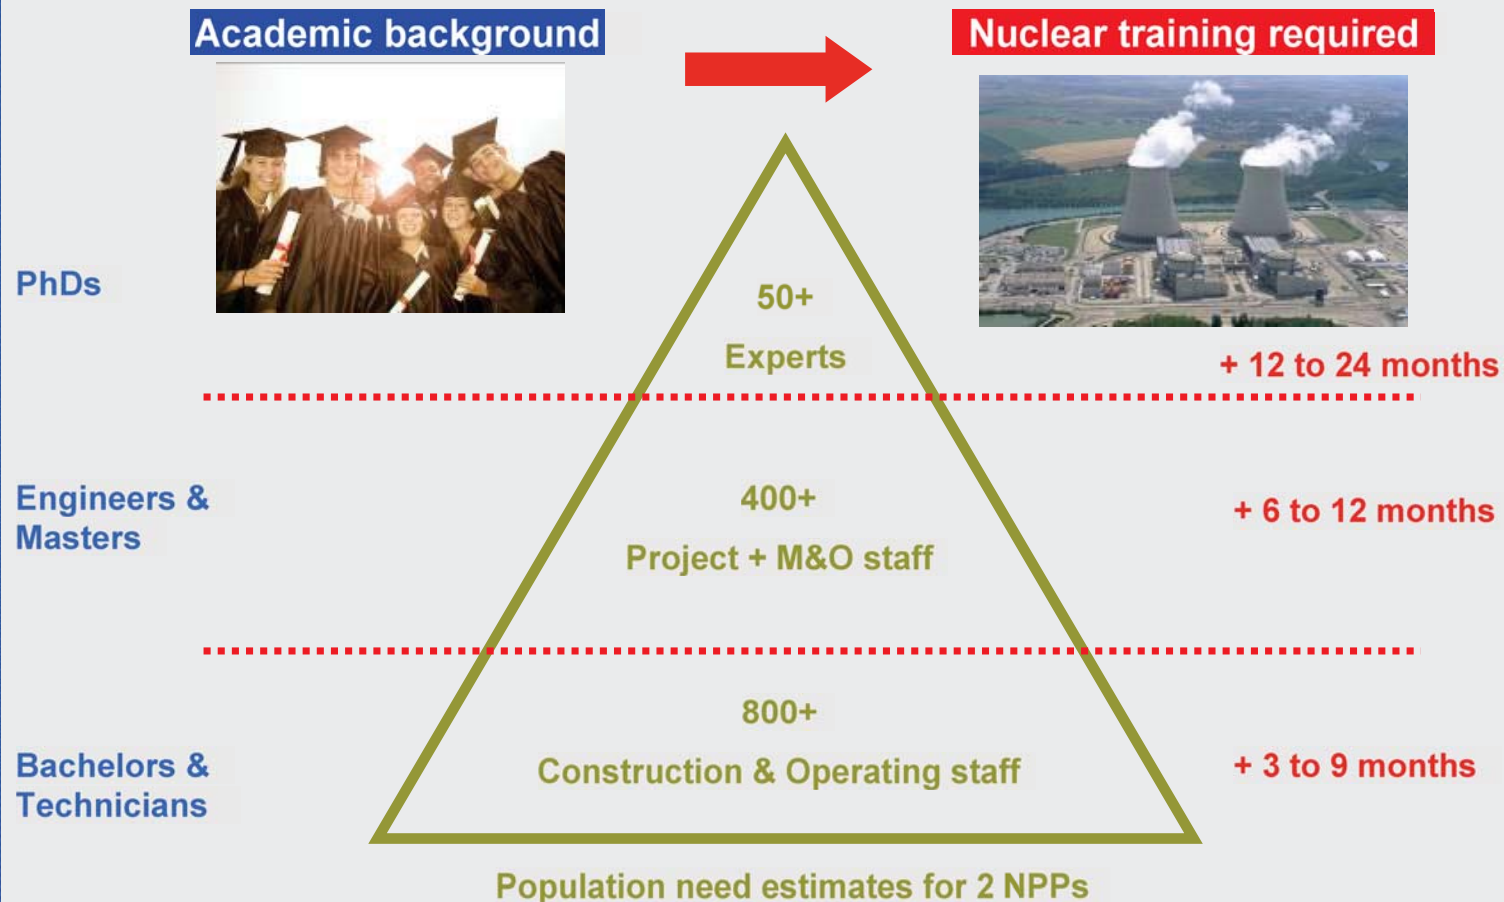 Academic background
Nuclear training required
PhDs
50+
Experts
+ 12 to 24 months
Engineers &
Masters
400+
Project + M&O staff
+ 6 to 12 months
800+
Construction & Operating staff
Bachelors &
Technicians
+ 3 to 9 months
Population need estimates for 2 NPPs